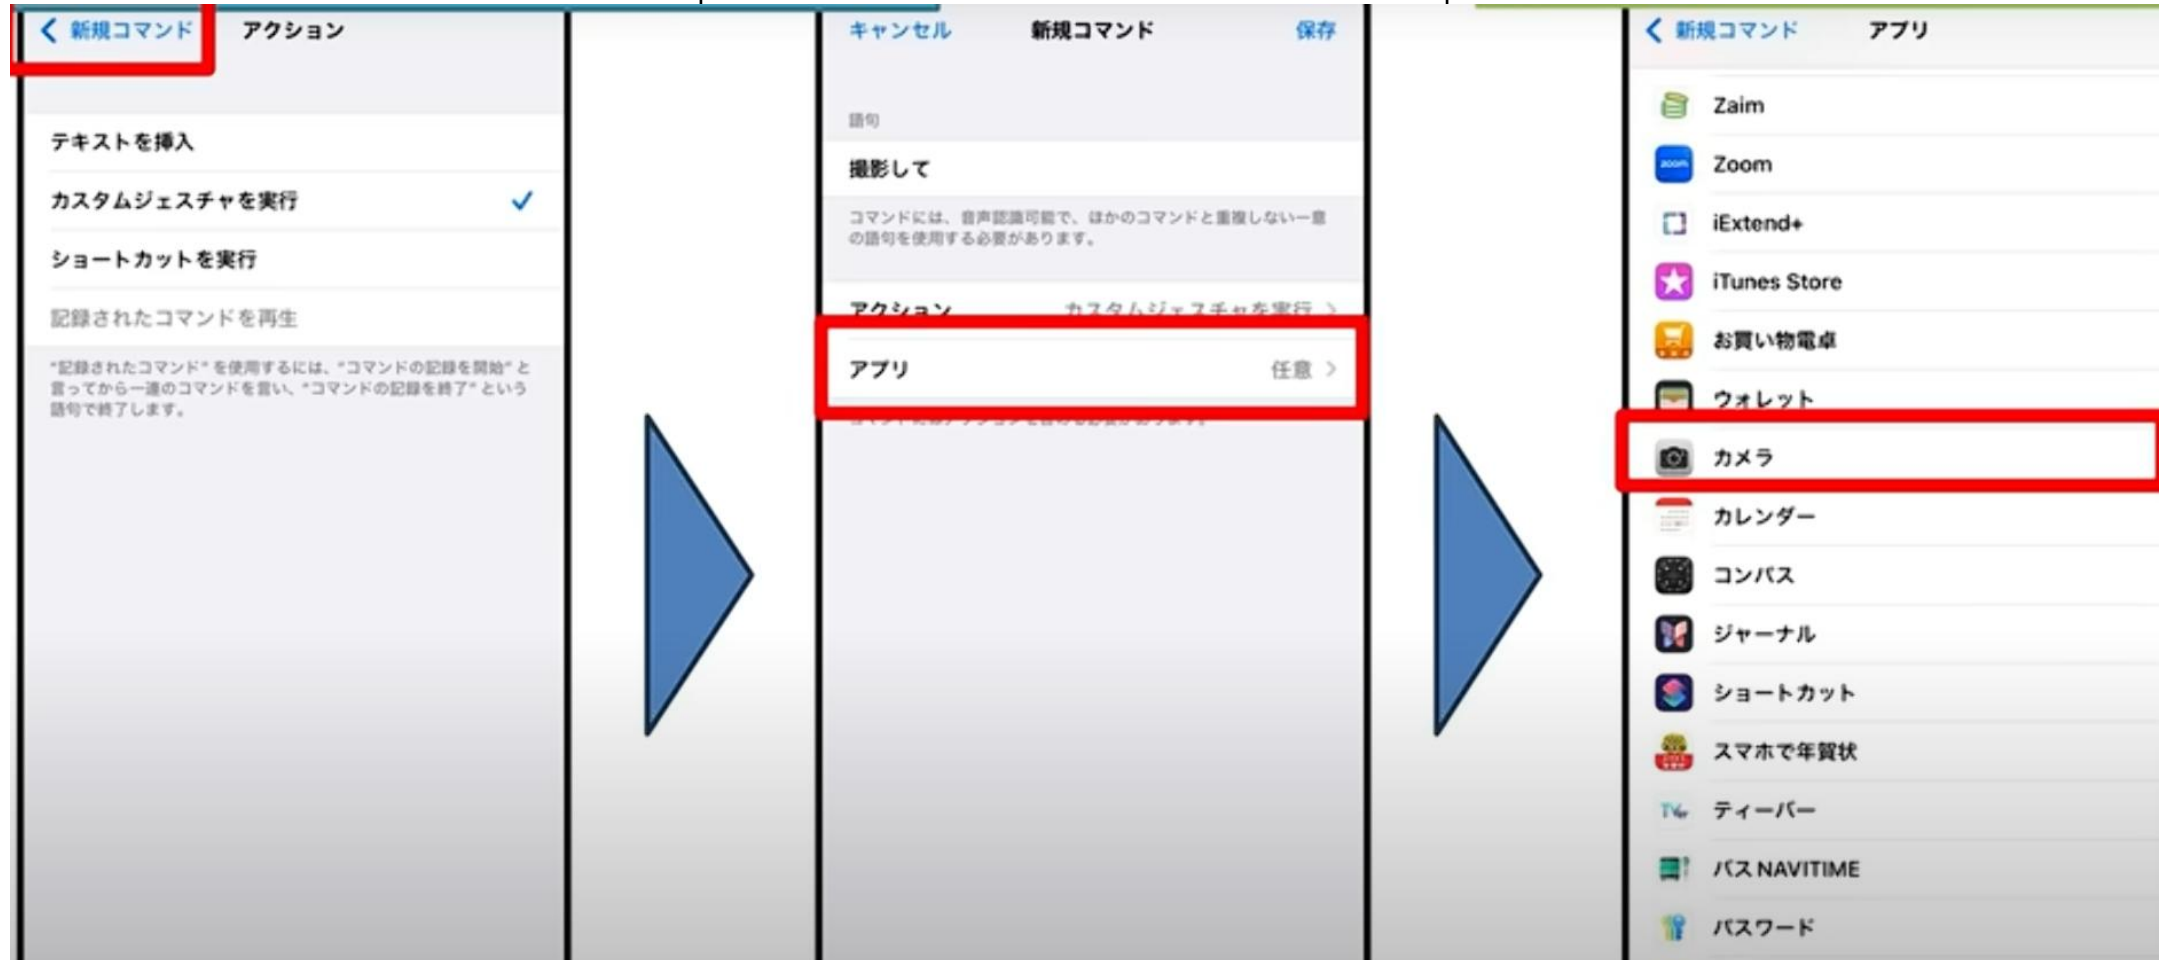 新規コマンド
アクション
テキストを挿入
カスタムジェスチャを実行
ショートカットを実行
記録されたコマンドを再生
"記録されたコマンド" を使用するには、"コマンドの記録を開始" と
言ってから一連のコマンドを言い、"コマンドの記録を終了" という
語句で終了します。
キャンセル
新規コマンド
保存
語句
撮影して
コマンドには、音声認識可能で、ほかのコマンドと重複しない一意
の語句を使用する必要があります。
アクション
カスタムジェスチャを実行
アプリ
任意
新規コマンド
アプリ
Zaim
zoom
Zoom
iExtend+
iTunes Store
お買い物電卓
ウォレット
カメラ
カレンダー
コンパス
ジャーナル
ショートカット
スマホで年賀状
ティーバー
バス NAVITIME
パスワード